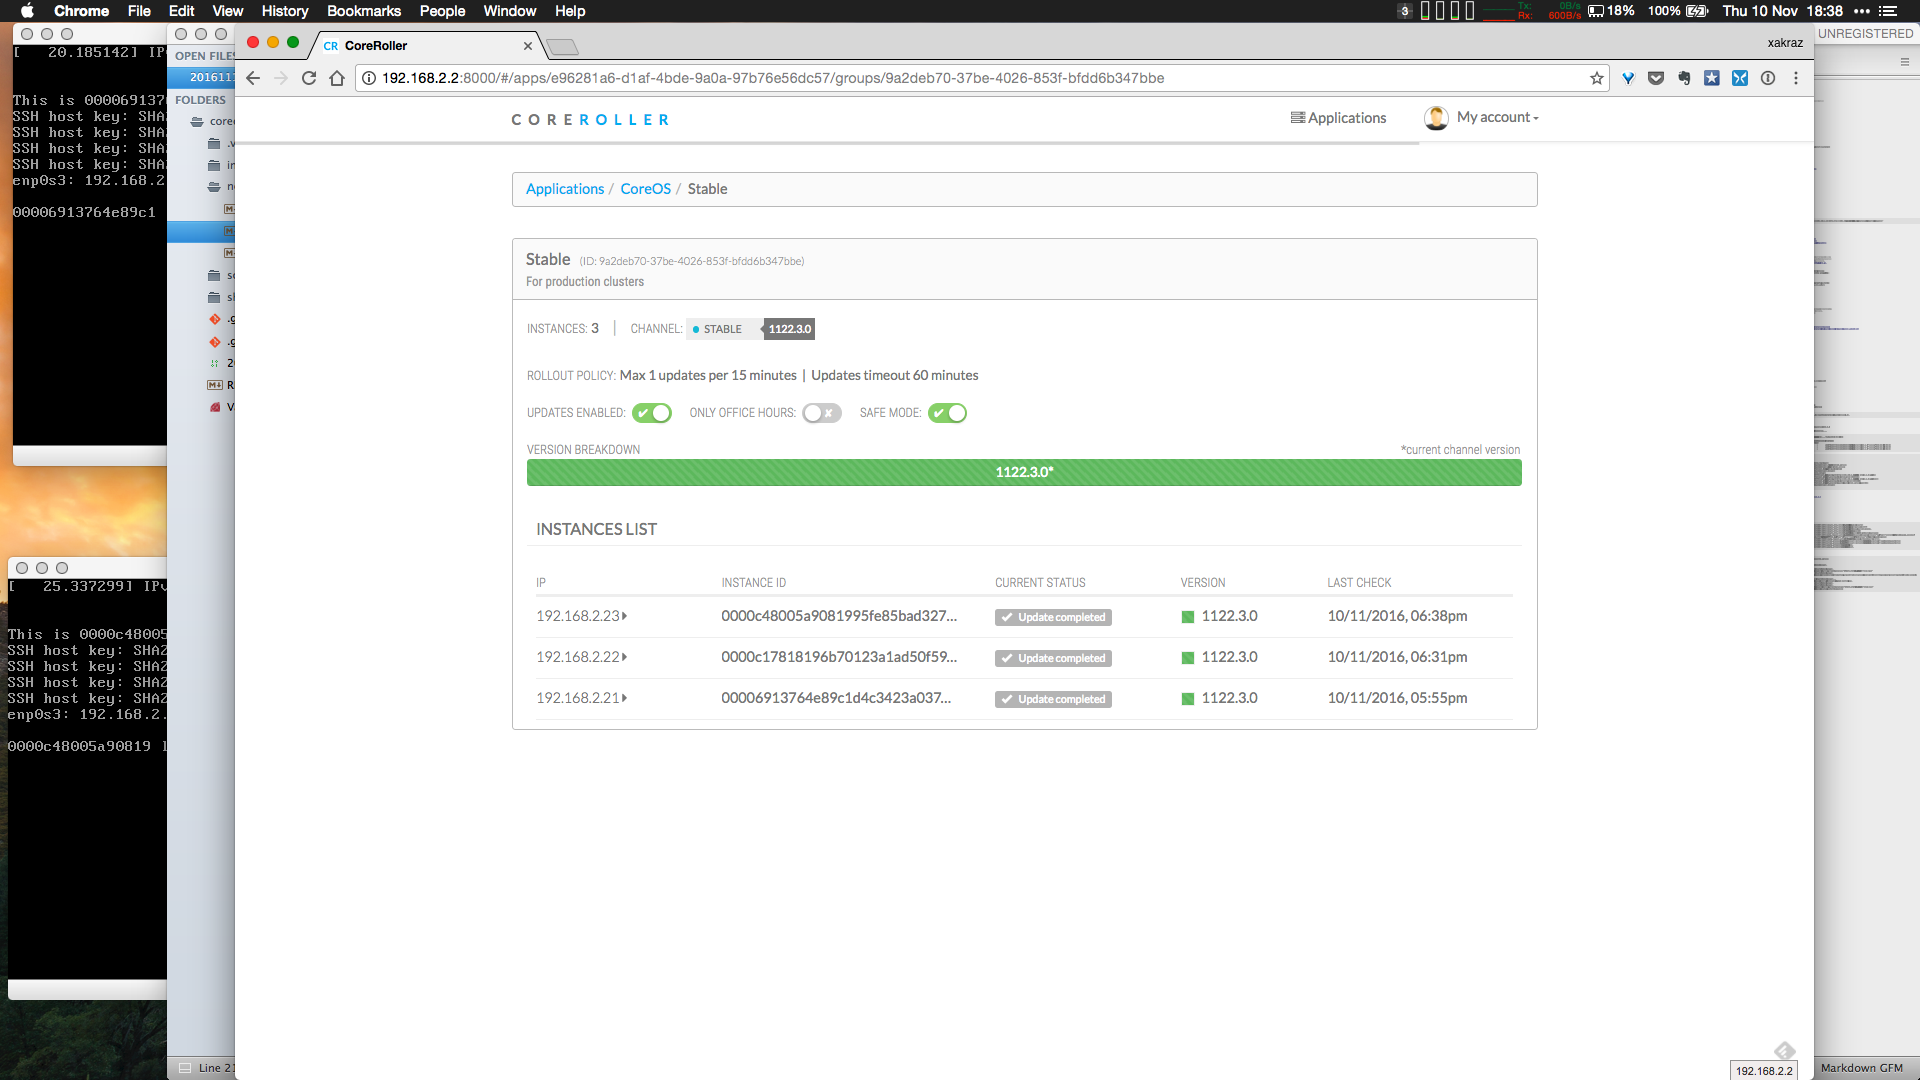 Chrome File Edit View History Bookmarks People Window Help
3 Tx: 0B/s Rx: 600B/s 18% 100% Thu 10 Nov 18:38
[ 20.185142] IP
This is 000069137
SSH host key: SHA
SSH host key: SHA
SSH host key: SHA
SSH host key: SHA
enp0s3: 192.168.2
00006913764e89c1
[ 25.337299] IPv
This is 0000c48005
SSH host key: SHA2
SSH host key: SHA2
SSH host key: SHA2
SSH host key: SHA2
enp0s3: 192.168.2.
0000c48005a90819
OPEN FILES
FOLDERS
Line 2
UNREGISTERED
Markdown GFM
CR CoreRoller
xakraz
192.168.2.2:8000/#/apps/e96281a6-d1af-4bde-9a0a-97b76e56dc57/groups/9a2deb70-37be-4026-853f-bfdd6b347bbe
COREROLLER
Applications My account
Applications / CoreOS / Stable
Stable (ID: 9a2deb70-37be-4026-853f-bfdd6b347bbe)
For production clusters
INSTANCES: 3 | CHANNEL: STABLE 1122.3.0
ROLLOUT POLICY: Max 1 updates per 15 minutes | Updates timeout 60 minutes
UPDATES ENABLED: ONLY OFFICE HOURS: SAFE MODE:
VERSION BREAKDOWN *current channel version
1122.3.0*
INSTANCES LIST
IP INSTANCE ID CURRENT STATUS VERSION LAST CHECK
192.168.2.23 0000c48005a9081995fe85bad327... Update completed 1122.3.0 10/11/2016, 06:38pm
192.168.2.22 0000c17818196b70123a1ad50f59... Update completed 1122.3.0 10/11/2016, 06:31pm
192.168.2.21 00006913764e89c1d4c3423a037... Update completed 1122.3.0 10/11/2016, 05:55pm
192.168.2.2